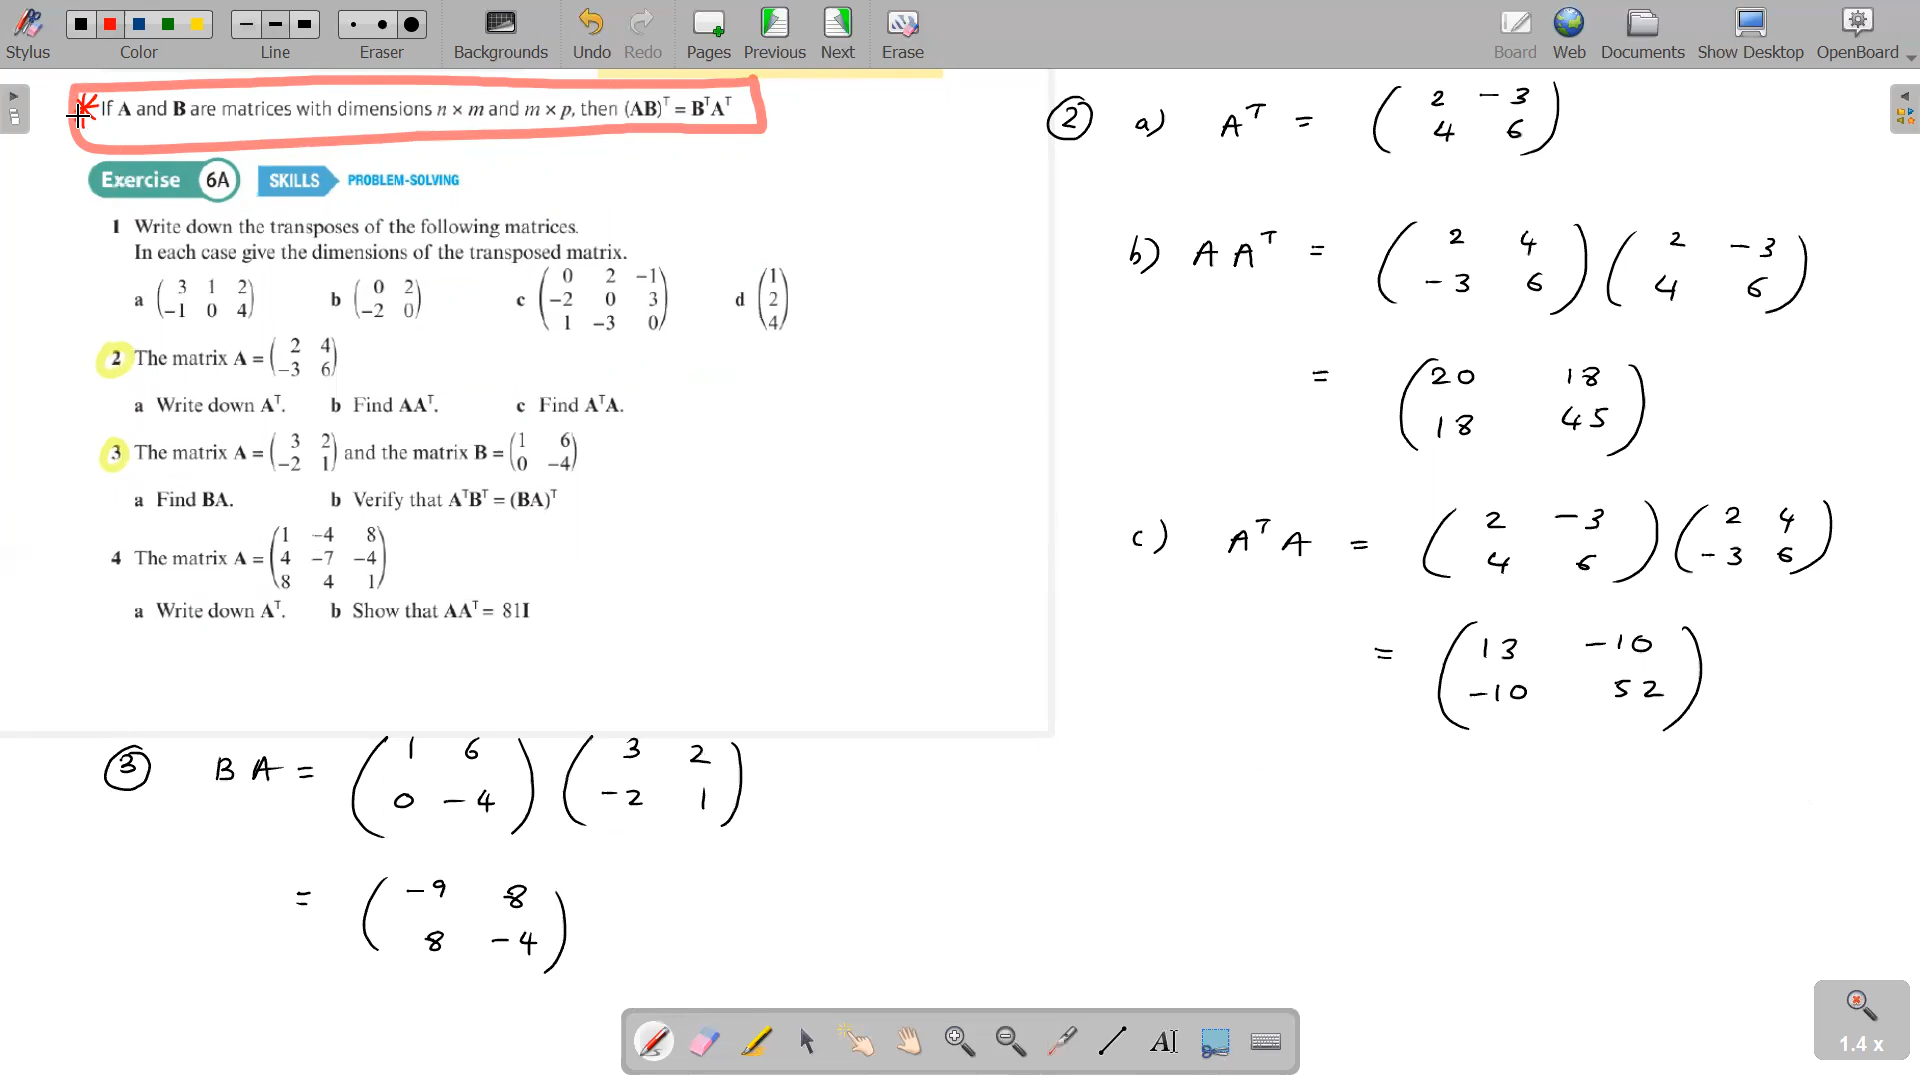 Stylus
Color
Line
Eraser
Backgrounds
Undo
Redo
Pages
Previous
Next
Erase
Board
Web
Documents
Show Desktop
OpenBoard
* If A and B are matrices with dimensions n × m and m × p, then (AB)ᵀ = BᵀAᵀ
Exercise 6A SKILLS PROBLEM-SOLVING
1 Write down the transposes of the following matrices.
In each case give the dimensions of the transposed matrix.
a ( 3 1 2 ; −1 0 4 ) b ( 0 2 ; −2 0 ) c ( 0 2 −1 ; −2 0 3 ; 1 −3 0 ) d ( 1 ; 2 ; 4 )
2 The matrix A = ( 2 4 ; −3 6 )
a Write down Aᵀ. b Find AAᵀ. c Find AᵀA.
3 The matrix A = ( 3 2 ; −2 1 ) and the matrix B = ( 1 6 ; 0 −4 )
a Find BA. b Verify that AᵀBᵀ = (BA)ᵀ
4 The matrix A = ( 1 −4 8 ; 4 −7 −4 ; 8 4 1 )
a Write down Aᵀ. b Show that AAᵀ = 81I
2 a) Aᵀ = ( 2 −3 ; 4 6 )
b) A Aᵀ = ( 2 4 ; −3 6 ) ( 2 −3 ; 4 6 )
= ( 20 18 ; 18 45 )
c) Aᵀ A = ( 2 −3 ; 4 6 ) ( 2 4 ; −3 6 )
= ( 13 −10 ; −10 52 )
3 B A = ( 1 6 ; 0 −4 ) ( 3 2 ; −2 1 )
= ( −9 8 ; 8 −4 )
1.4 x